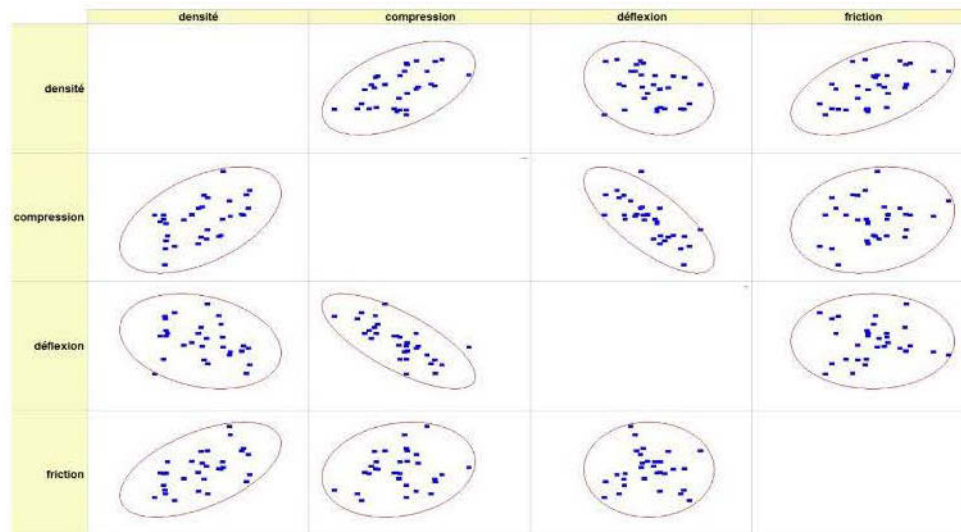 densité compression déflexion friction
densité
compression
déflexion
friction